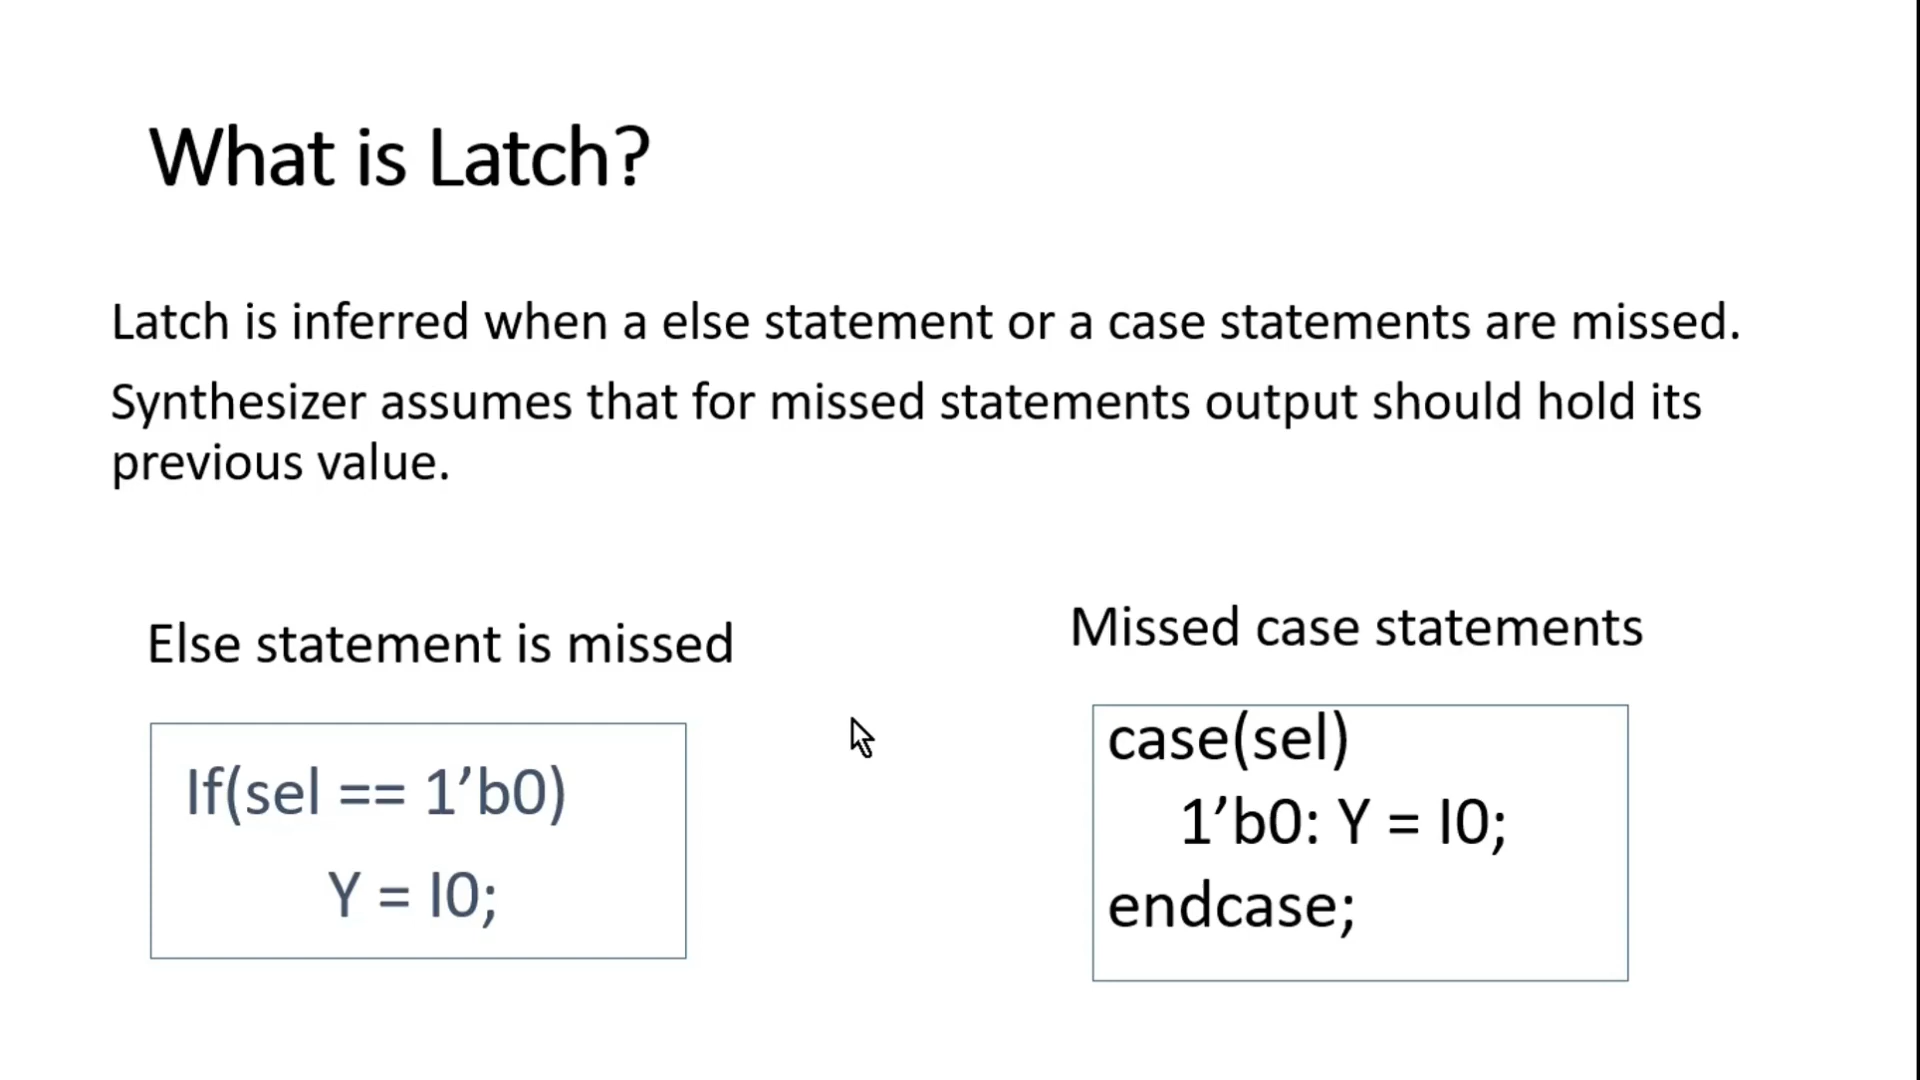 What is Latch?
Latch is inferred when a else statement or a case statements are missed.
Synthesizer assumes that for missed statements output should hold its
previous value.
Else statement is missed
If(sel == 1’b0)
Y = I0;
Missed case statements
case(sel)
1’b0: Y = I0;
endcase;